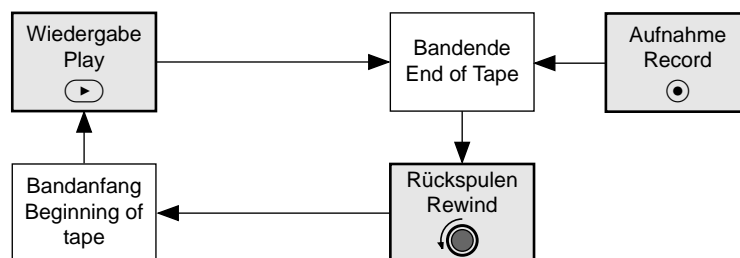 Wiedergabe
Play
Bandende
End of Tape
Aufnahme
Record
Bandanfang
Beginning of
tape
Rückspulen
Rewind